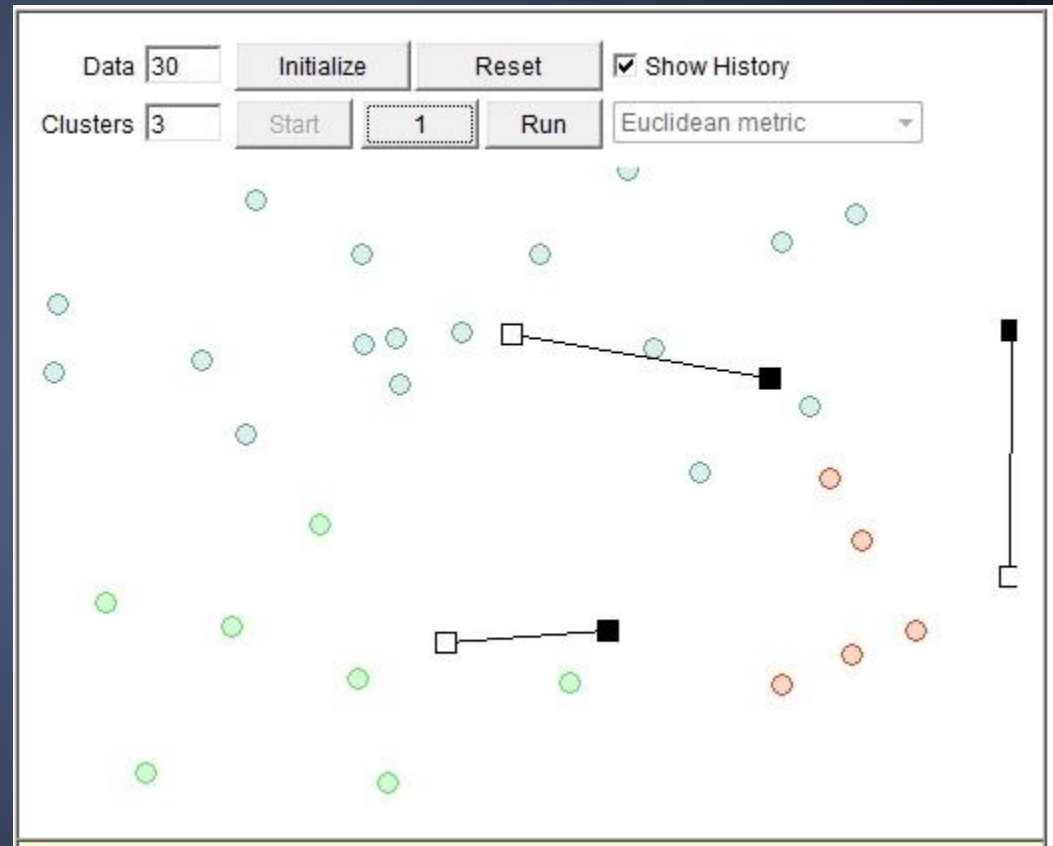 Data 30 Initialize Reset Show History
Clusters 3 Start 1 Run Euclidean metric